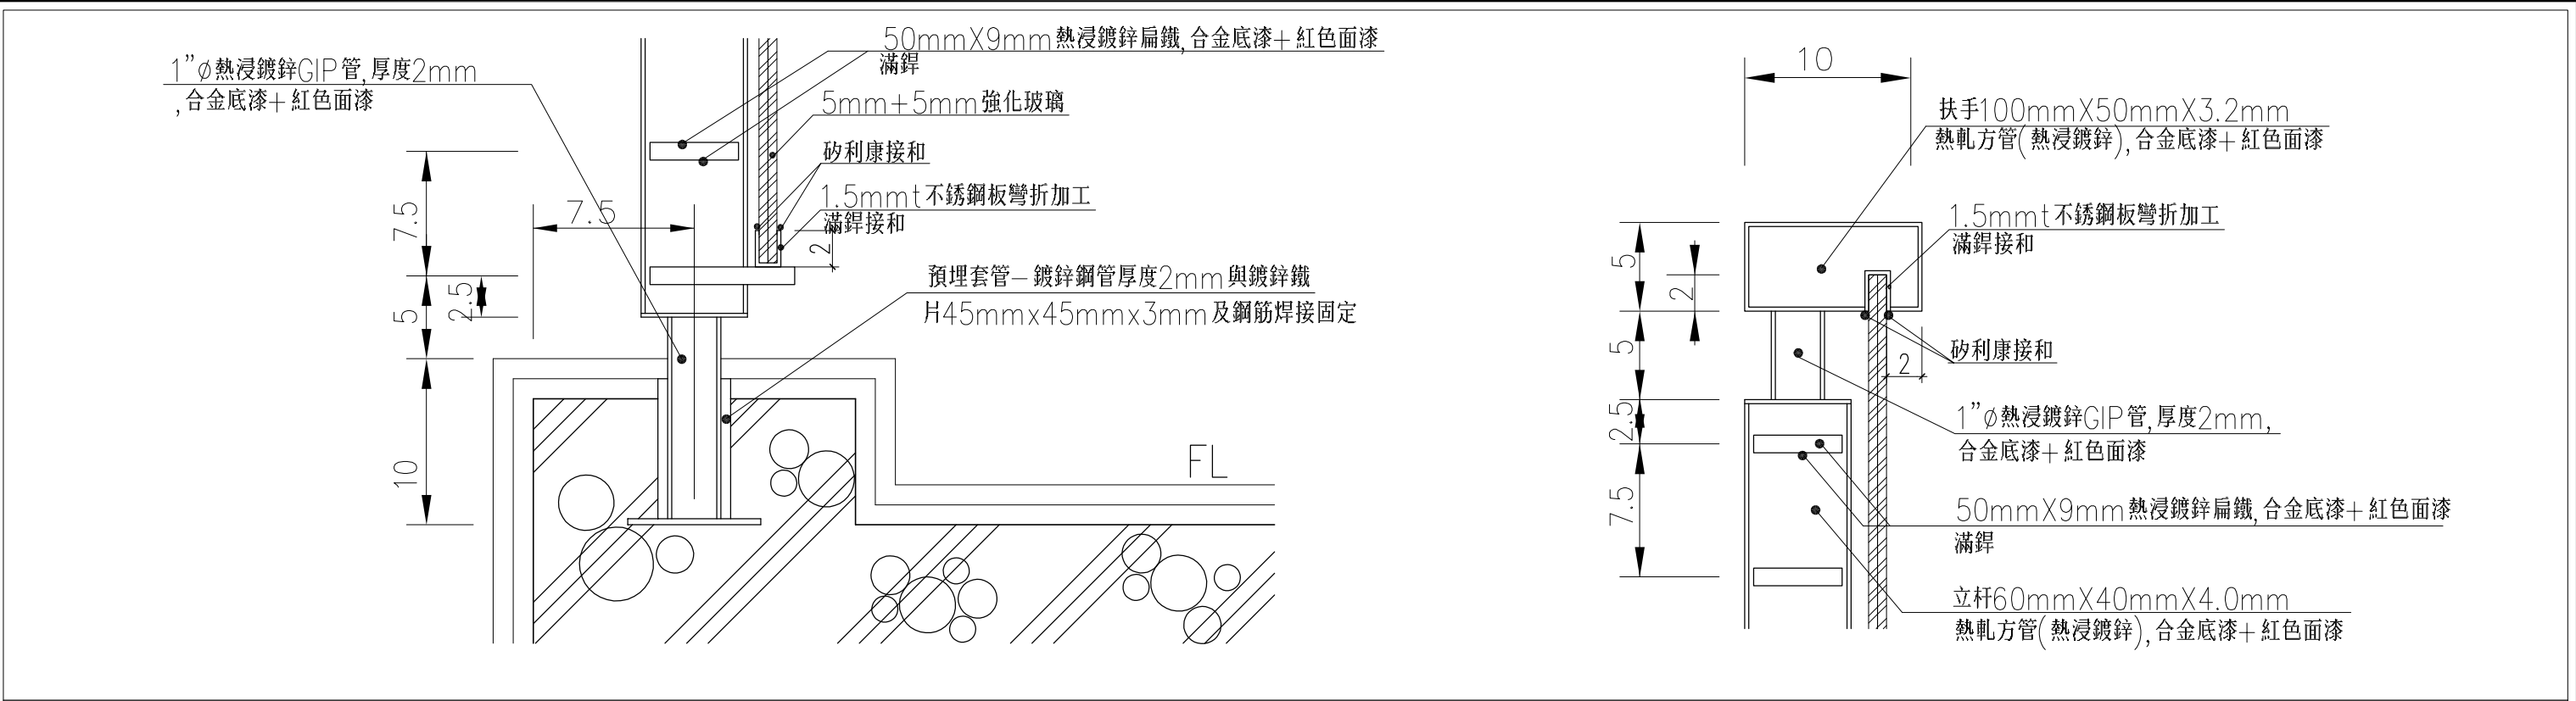 50mmX9mm熱浸鍍鋅扁鐵,合金底漆+紅色面漆
滿銲
1”ø熱浸鍍鋅GIP管,厚度2mm
,合金底漆+紅色面漆
5mm+5mm強化玻璃
矽利康接和
1.5mmt不銹鋼板彎折加工
滿銲接和
預埋套管-鍍鋅鋼管厚度2mm與鍍鋅鐵
片45mmx45mmx3mm及鋼筋焊接固定
7.5
2
7.5
2.5
5
10
FL
10
扶手100mmX50mmX3.2mm
熱軋方管(熱浸鍍鋅),合金底漆+紅色面漆
1.5mmt不銹鋼板彎折加工
滿銲接和
5
2
矽利康接和
5
2
1”ø熱浸鍍鋅GIP管,厚度2mm,
合金底漆+紅色面漆
2.5
7.5
50mmX9mm熱浸鍍鋅扁鐵,合金底漆+紅色面漆
滿銲
立杆60mmX40mmX4.0mm
熱軋方管(熱浸鍍鋅),合金底漆+紅色面漆